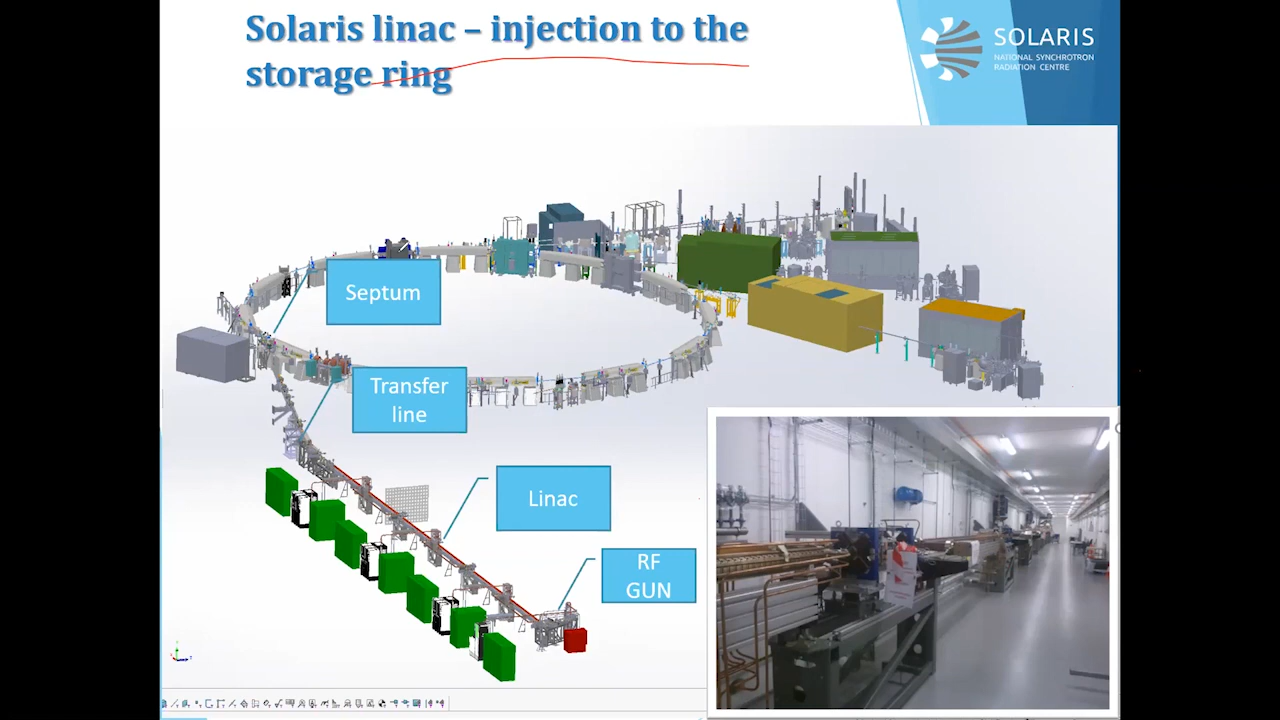 Solaris linac – injection to the
storage ring
SOLARIS
NATIONAL SYNCHROTRON
RADIATION CENTRE
Septum
Transfer
line
Linac
RF
GUN